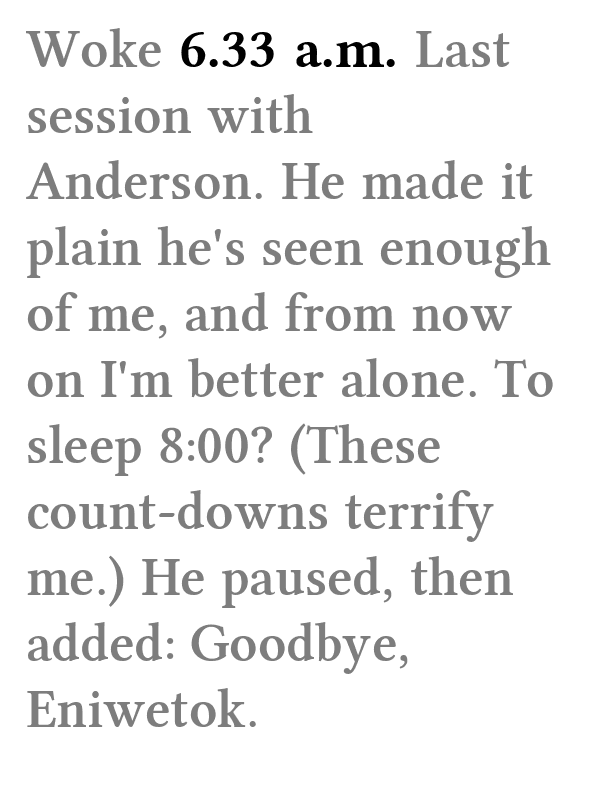 Woke 6.33 a.m. Last
session with
Anderson. He made it
plain he's seen enough
of me, and from now
on I'm better alone. To
sleep 8:00? (These
count-downs terrify
me.) He paused, then
added: Goodbye,
Eniwetok.